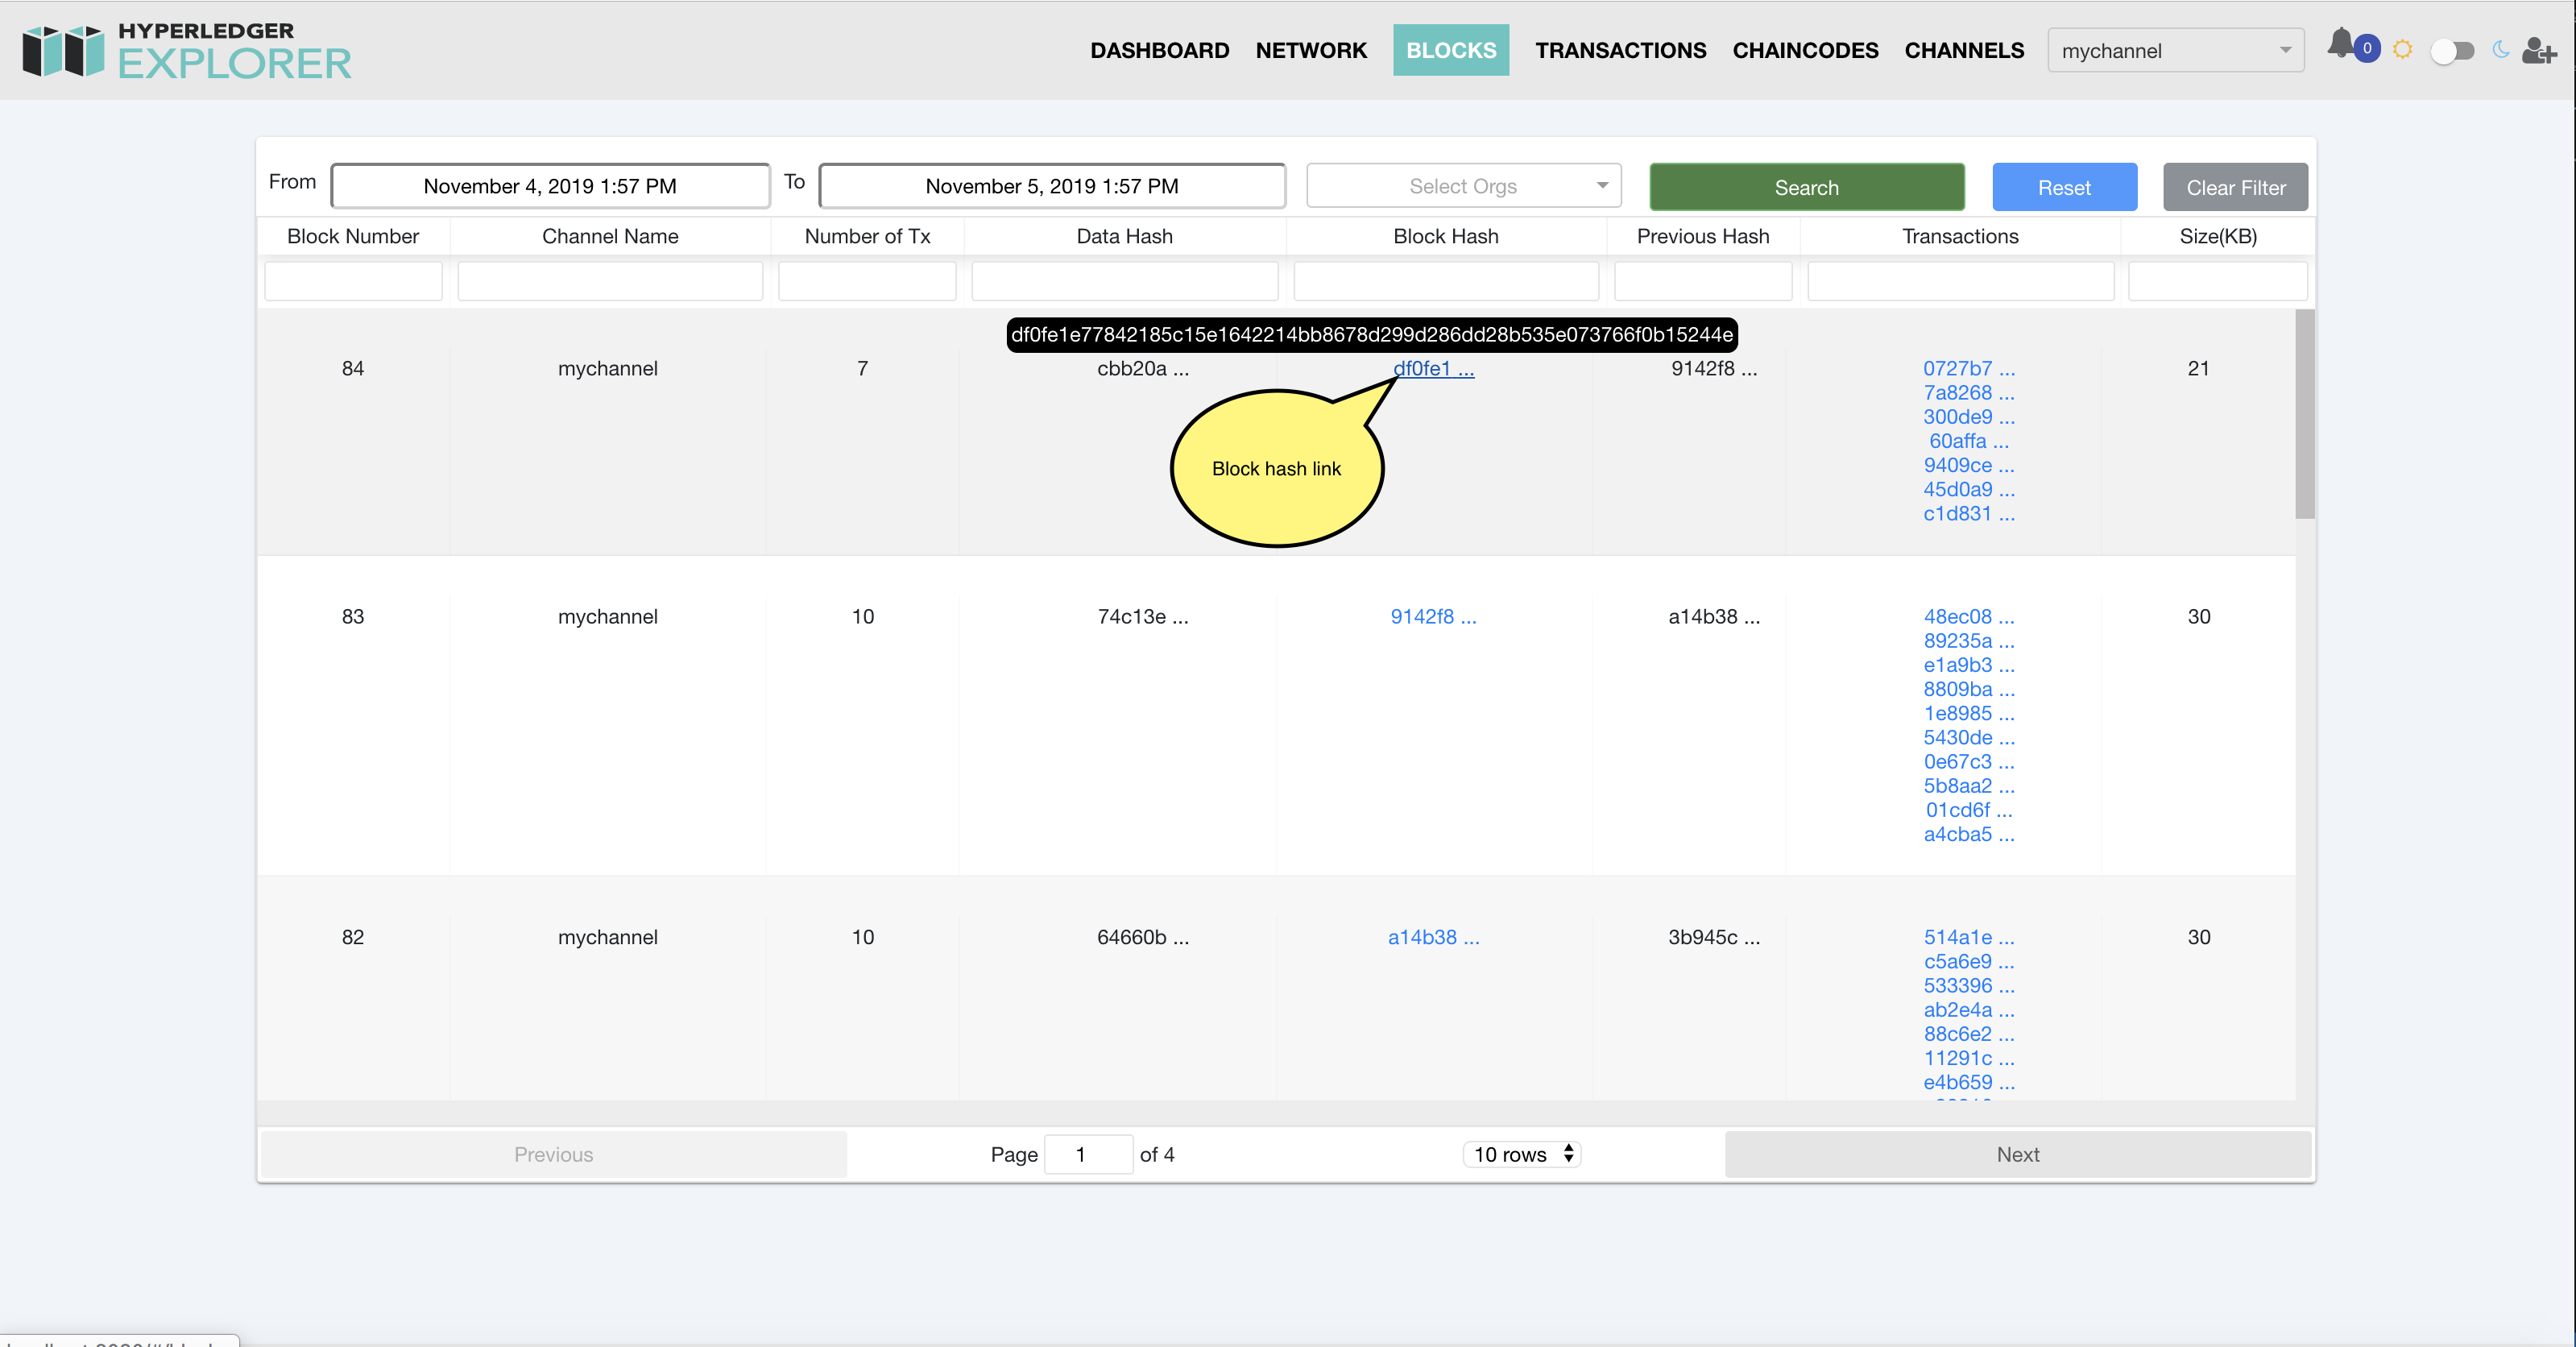 HYPERLEDGER
EXPLORER
DASHBOARD NETWORK BLOCKS TRANSACTIONS CHAINCODES CHANNELS mychannel 0
From November 4, 2019 1:57 PM To November 5, 2019 1:57 PM Select Orgs Search Reset Clear Filter
Block Number Channel Name Number of Tx Data Hash Block Hash Previous Hash Transactions Size(KB)
df0fe1e77842185c15e1642214bb8678d299d286dd28b535e073766f0b15244e
84 mychannel 7 cbb20a ... df0fe1 ... 9142f8 ... 0727b7 ... 21
7a8268 ...
300de9 ...
60affa ...
Block hash link 9409ce ...
45d0a9 ...
c1d831 ...
83 mychannel 10 74c13e ... 9142f8 ... a14b38 ... 48ec08 ... 30
89235a ...
e1a9b3 ...
8809ba ...
1e8985 ...
5430de ...
0e67c3 ...
5b8aa2 ...
01cd6f ...
a4cba5 ...
82 mychannel 10 64660b ... a14b38 ... 3b945c ... 514a1e ... 30
c5a6e9 ...
533396 ...
ab2e4a ...
88c6e2 ...
11291c ...
e4b659 ...
Previous Page 1 of 4 10 rows Next